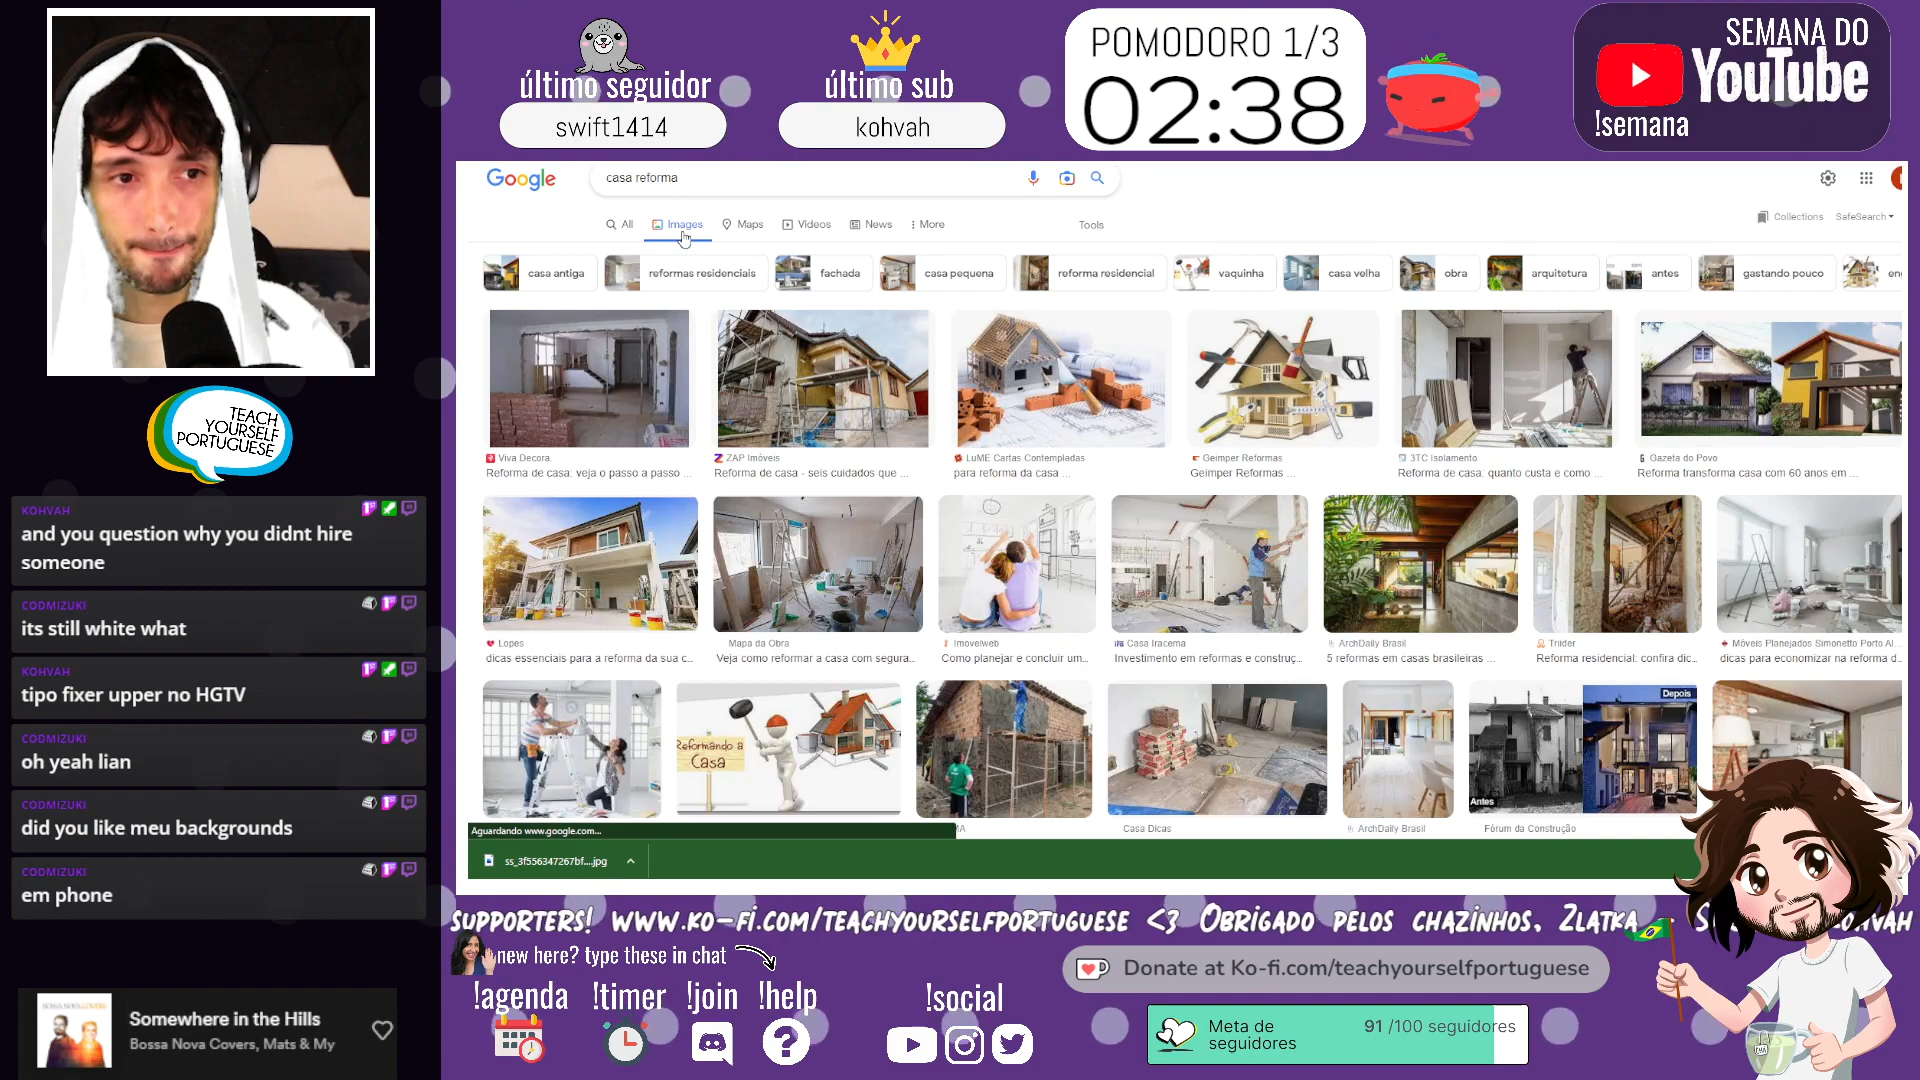 último seguidor
swift1414
último sub
kohvah
POMODORO 1/3
02:38
SEMANA DO
YouTube
!semana
Google
casa reforma
All
Images
Maps
Videos
News
More
Tools
Collections
SafeSearch
casa antiga
reformas residenciais
fachada
casa pequena
reforma residencial
vaquinha
casa velha
obra
arquitetura
antes
gastando pouco
Viva Decora.
Reforma de casa: veja o passo a passo ...
ZAP Imóveis
Reforma de casa - seis cuidados que ...
LuME Cartas Contempladas
para reforma da casa ...
Geimper Reformas
Geimper Reformas ...
3TC Isolamento
Reforma de casa: quanto custa e como ...
Gazeta do Povo
Reforma transforma casa com 60 anos em ...
Lopes
dicas essenciais para a reforma da sua c...
Mapa da Obra
Veja como reformar a casa com segura...
Imovelweb
Como planejar e concluir um...
Casa Iracema
Investimento em reformas e construç...
ArchDaily Brasil
5 reformas em casas brasileiras ...
Triider
Reforma residencial: confira dic...
Móveis Planejados Simonetto Porto Al...
dicas para economizar na reforma d...
Reformando a
Casa
Antes
Depois
Casa Dicas
ArchDaily Brasil
Fórum da Construção
Aguardando www.google.com...
ss_3f556347267bf....jpg
TEACH
YOURSELF
PORTUGUESE
KOHVAH
and you question why you didnt hire
someone
CODMIZUKI
its still white what
KOHVAH
tipo fixer upper no HGTV
CODMIZUKI
oh yeah lian
CODMIZUKI
did you like meu backgrounds
CODMIZUKI
em phone
Somewhere in the Hills
Bossa Nova Covers, Mats & My
SUPPORTERS! WWW.KO-FI.COM/TEACHYOURSELFPORTUGUESE <3 OBRIGADO PELOS CHAZINHOS, ZLATKA
new here? type these in chat
!agenda
!timer
!join
!help
!social
Donate at Ko-fi.com/teachyourselfportuguese
Meta de
seguidores
91 /100 seguidores